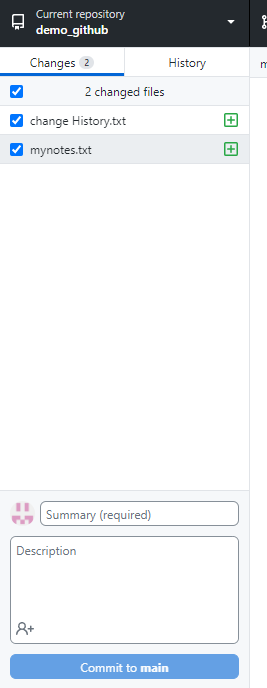 Current repository
demo_github
Changes 2
History
2 changed files
change History.txt
mynotes.txt
Summary (required)
Description
Commit to main